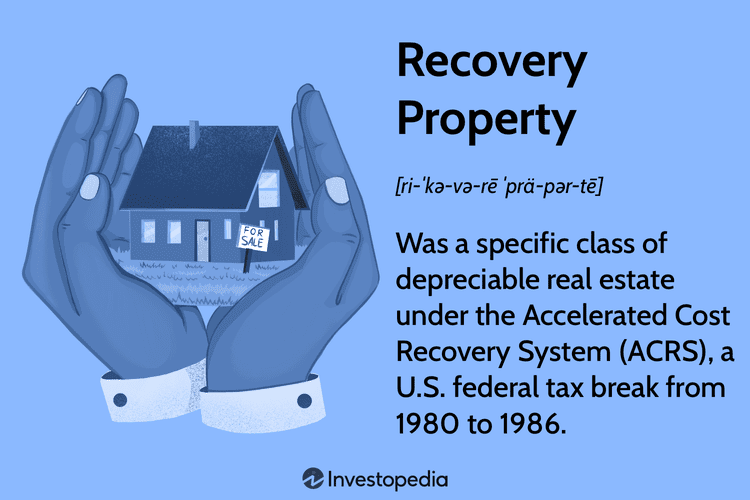 Recovery
Property
[ri-ˈkə-və-rē ˈprä-pər-tē]
FOR
SALE
Was a specific class of
depreciable real estate
under the Accelerated Cost
Recovery System (ACRS), a
U.S. federal tax break from
1980 to 1986.
Investopedia